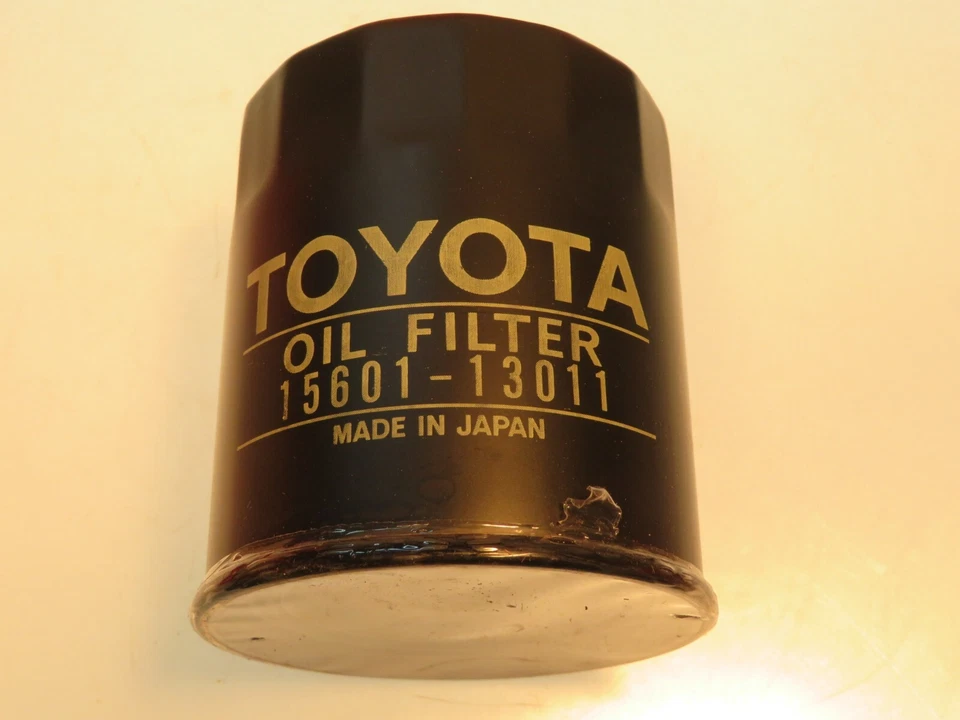 TOYOTA
OIL FILTER
15601-13011
MADE IN JAPAN